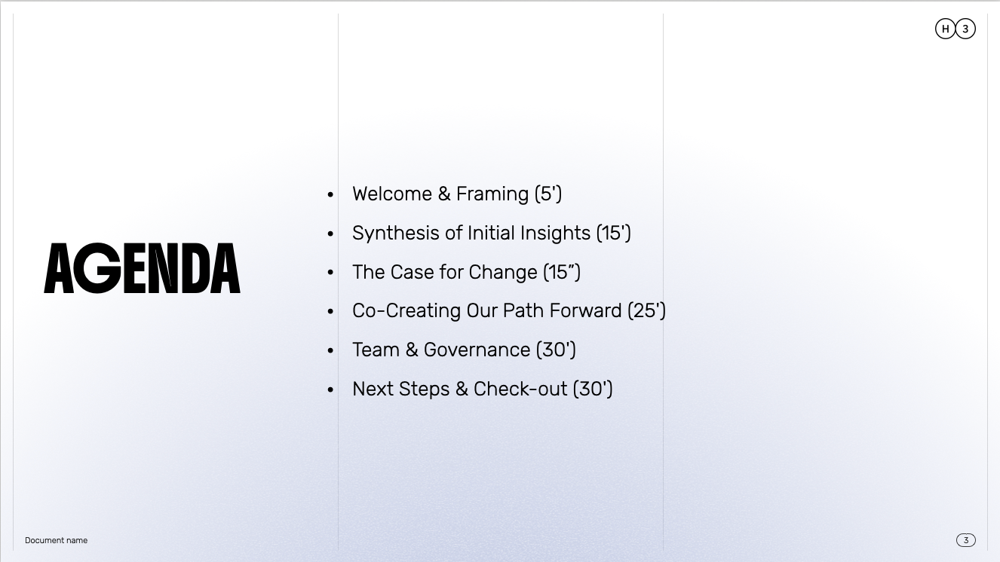 H 3
AGENDA
• Welcome & Framing (5')
• Synthesis of Initial Insights (15')
• The Case for Change (15”)
• Co-Creating Our Path Forward (25')
• Team & Governance (30')
• Next Steps & Check-out (30')
Document name
3